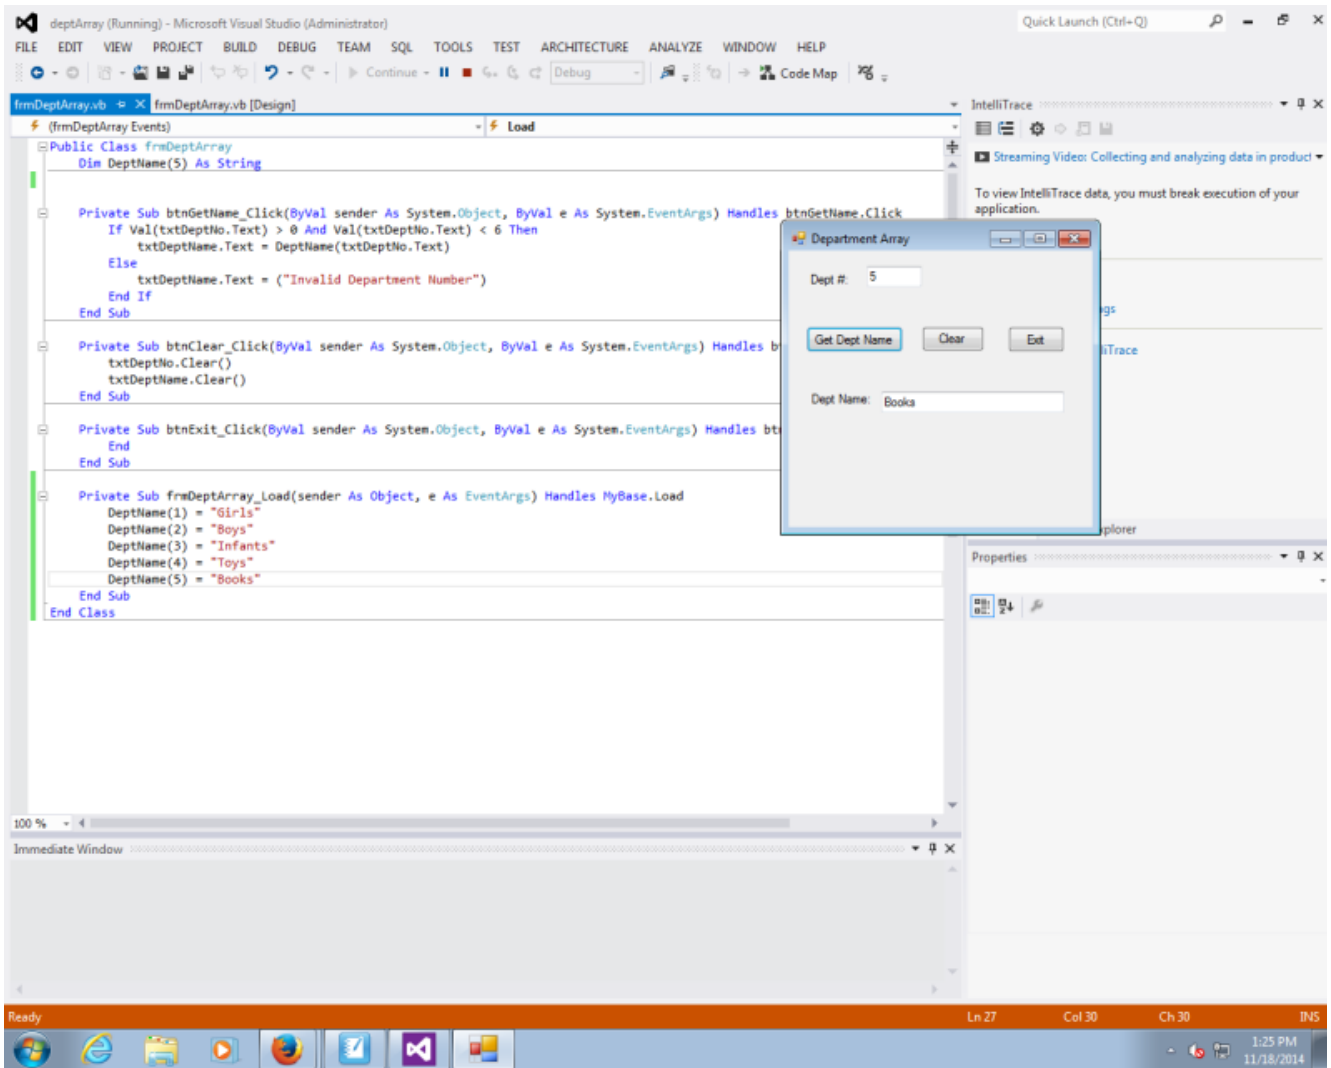 deptArray (Running) - Microsoft Visual Studio (Administrator)
Quick Launch (Ctrl+Q)
FILE EDIT VIEW PROJECT BUILD DEBUG TEAM SQL TOOLS TEST ARCHITECTURE ANALYZE WINDOW HELP
Continue Debug Code Map
frmDeptArray.vb frmDeptArray.vb [Design]
(frmDeptArray Events) Load
Public Class frmDeptArray
Dim DeptName(5) As String
Private Sub btnGetName_Click(ByVal sender As System.Object, ByVal e As System.EventArgs) Handles btnGetName.Click
If Val(txtDeptNo.Text) > 0 And Val(txtDeptNo.Text) < 6 Then
txtDeptName.Text = DeptName(txtDeptNo.Text)
Else
txtDeptName.Text = ("Invalid Department Number")
End If
End Sub
Private Sub btnClear_Click(ByVal sender As System.Object, ByVal e As System.EventArgs) Handles b
txtDeptNo.Clear()
txtDeptName.Clear()
End Sub
Private Sub btnExit_Click(ByVal sender As System.Object, ByVal e As System.EventArgs) Handles bt
End
End Sub
Private Sub frmDeptArray_Load(sender As Object, e As EventArgs) Handles MyBase.Load
DeptName(1) = "Girls"
DeptName(2) = "Boys"
DeptName(3) = "Infants"
DeptName(4) = "Toys"
DeptName(5) = "Books"
End Sub
End Class
100 %
Immediate Window
IntelliTrace
Streaming Video: Collecting and analyzing data in product
To view IntelliTrace data, you must break execution of your
application.
Department Array
Dept #: 5
Get Dept Name Clear Exit
Dept Name: Books
gs
liTrace
xplorer
Properties
Ready Ln 27 Col 30 Ch 30 INS
1:25 PM
11/18/2014